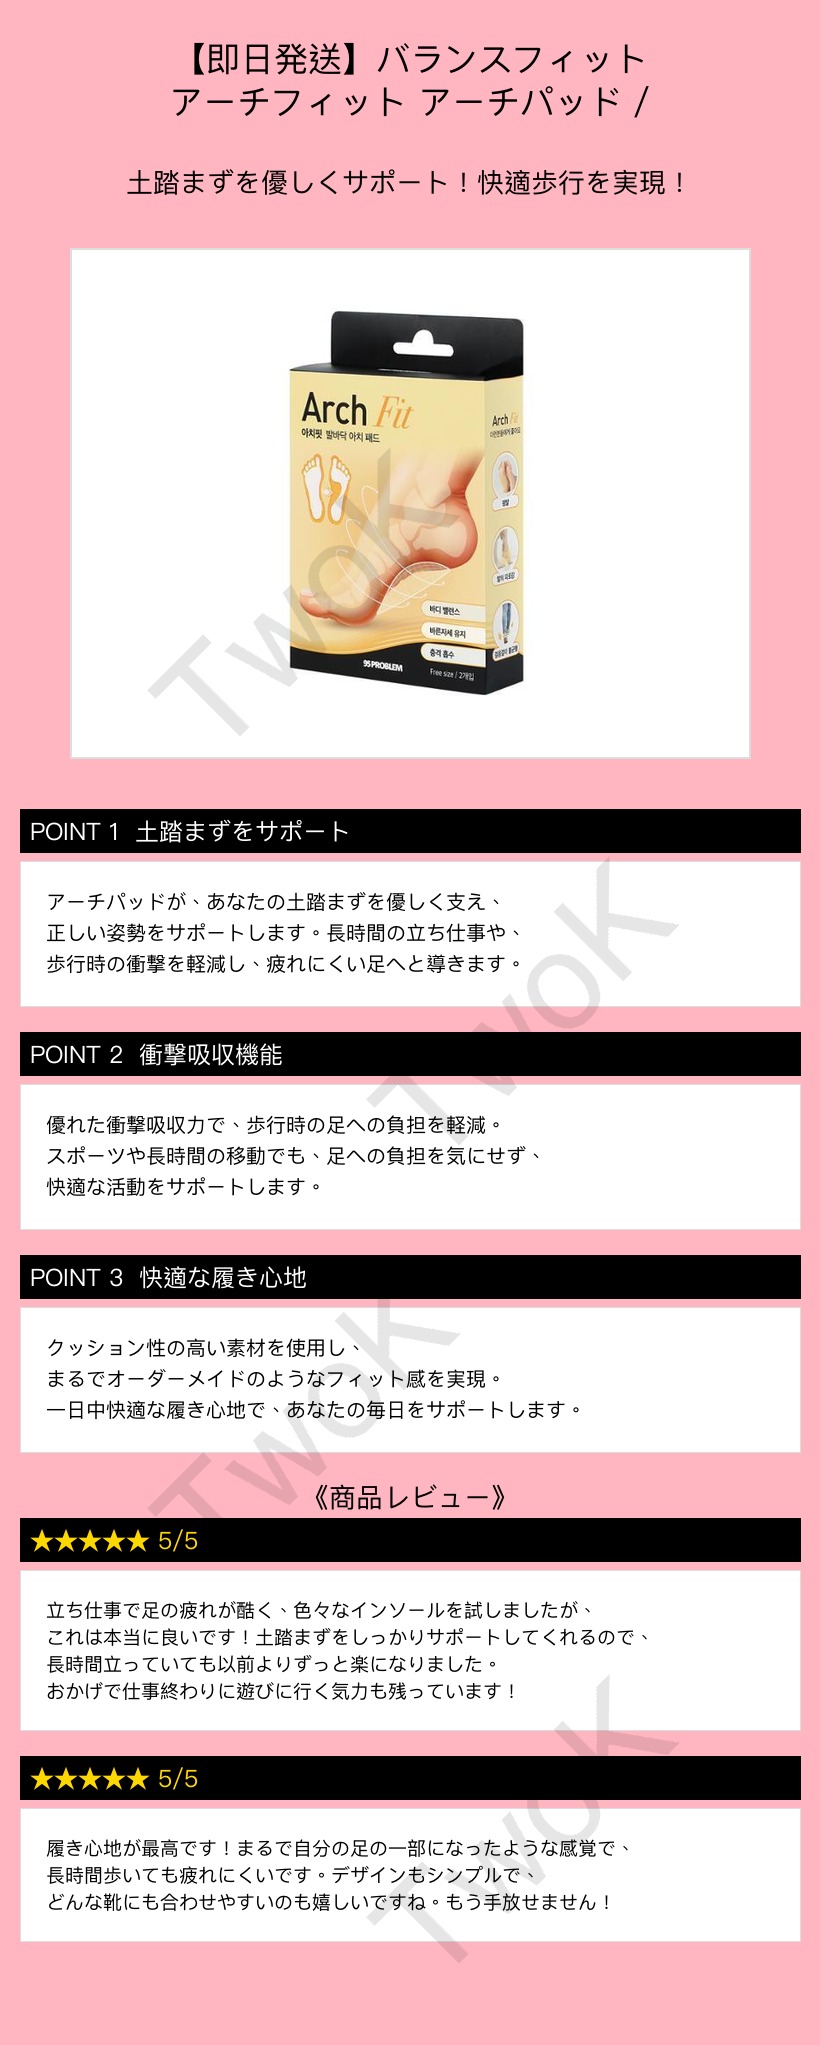 【即日発送】バランスフィット
アーチフィット アーチパッド /
土踏まずを優しくサポート！快適歩行を実現！
Arch Fit
아치핏 발바닥 아치 패드
Arch Fit
평발
바디 밸런스
바른자세 유지
충격 흡수
95PROBLEM
Free size / 2개입
POINT 1 土踏まずをサポート
アーチパッドが、あなたの土踏まずを優しく支え、
正しい姿勢をサポートします。長時間の立ち仕事や、
歩行時の衝撃を軽減し、疲れにくい足へと導きます。
POINT 2 衝撃吸収機能
優れた衝撃吸収力で、歩行時の足への負担を軽減。
スポーツや長時間の移動でも、足への負担を気にせず、
快適な活動をサポートします。
POINT 3 快適な履き心地
クッション性の高い素材を使用し、
まるでオーダーメイドのようなフィット感を実現。
一日中快適な履き心地で、あなたの毎日をサポートします。
《商品レビュー》
★★★★★ 5/5
立ち仕事で足の疲れが酷く、色々なインソールを試しましたが、
これは本当に良いです！土踏まずをしっかりサポートしてくれるので、
長時間立っていても以前よりずっと楽になりました。
おかげで仕事終わりに遊びに行く気力も残っています！
★★★★★ 5/5
履き心地が最高です！まるで自分の足の一部になったような感覚で、
長時間歩いても疲れにくいです。デザインもシンプルで、
どんな靴にも合わせやすいのも嬉しいですね。もう手放せません！
TwoK
TwoK
TwoK
TwoK